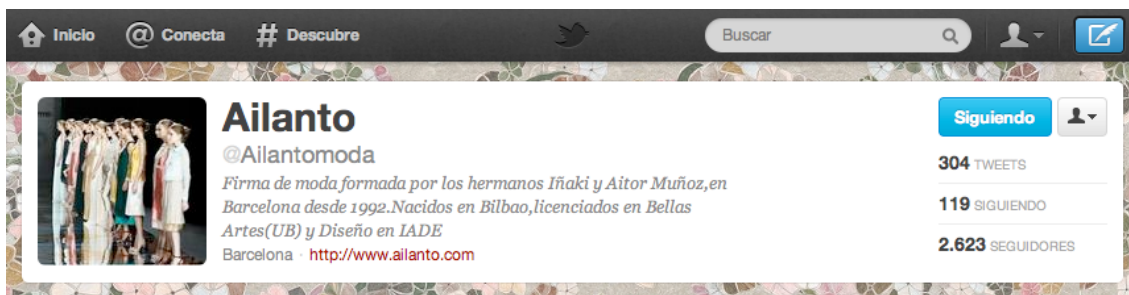 Inicio @ Conecta # Descubre Buscar
Ailanto
@Ailantomoda
Firma de moda formada por los hermanos Iñaki y Aitor Muñoz,en
Barcelona desde 1992.Nacidos en Bilbao,licenciados en Bellas
Artes(UB) y Diseño en IADE
Barcelona · http://www.ailanto.com
Siguiendo
304 TWEETS
119 SIGUIENDO
2.623 SEGUIDORES